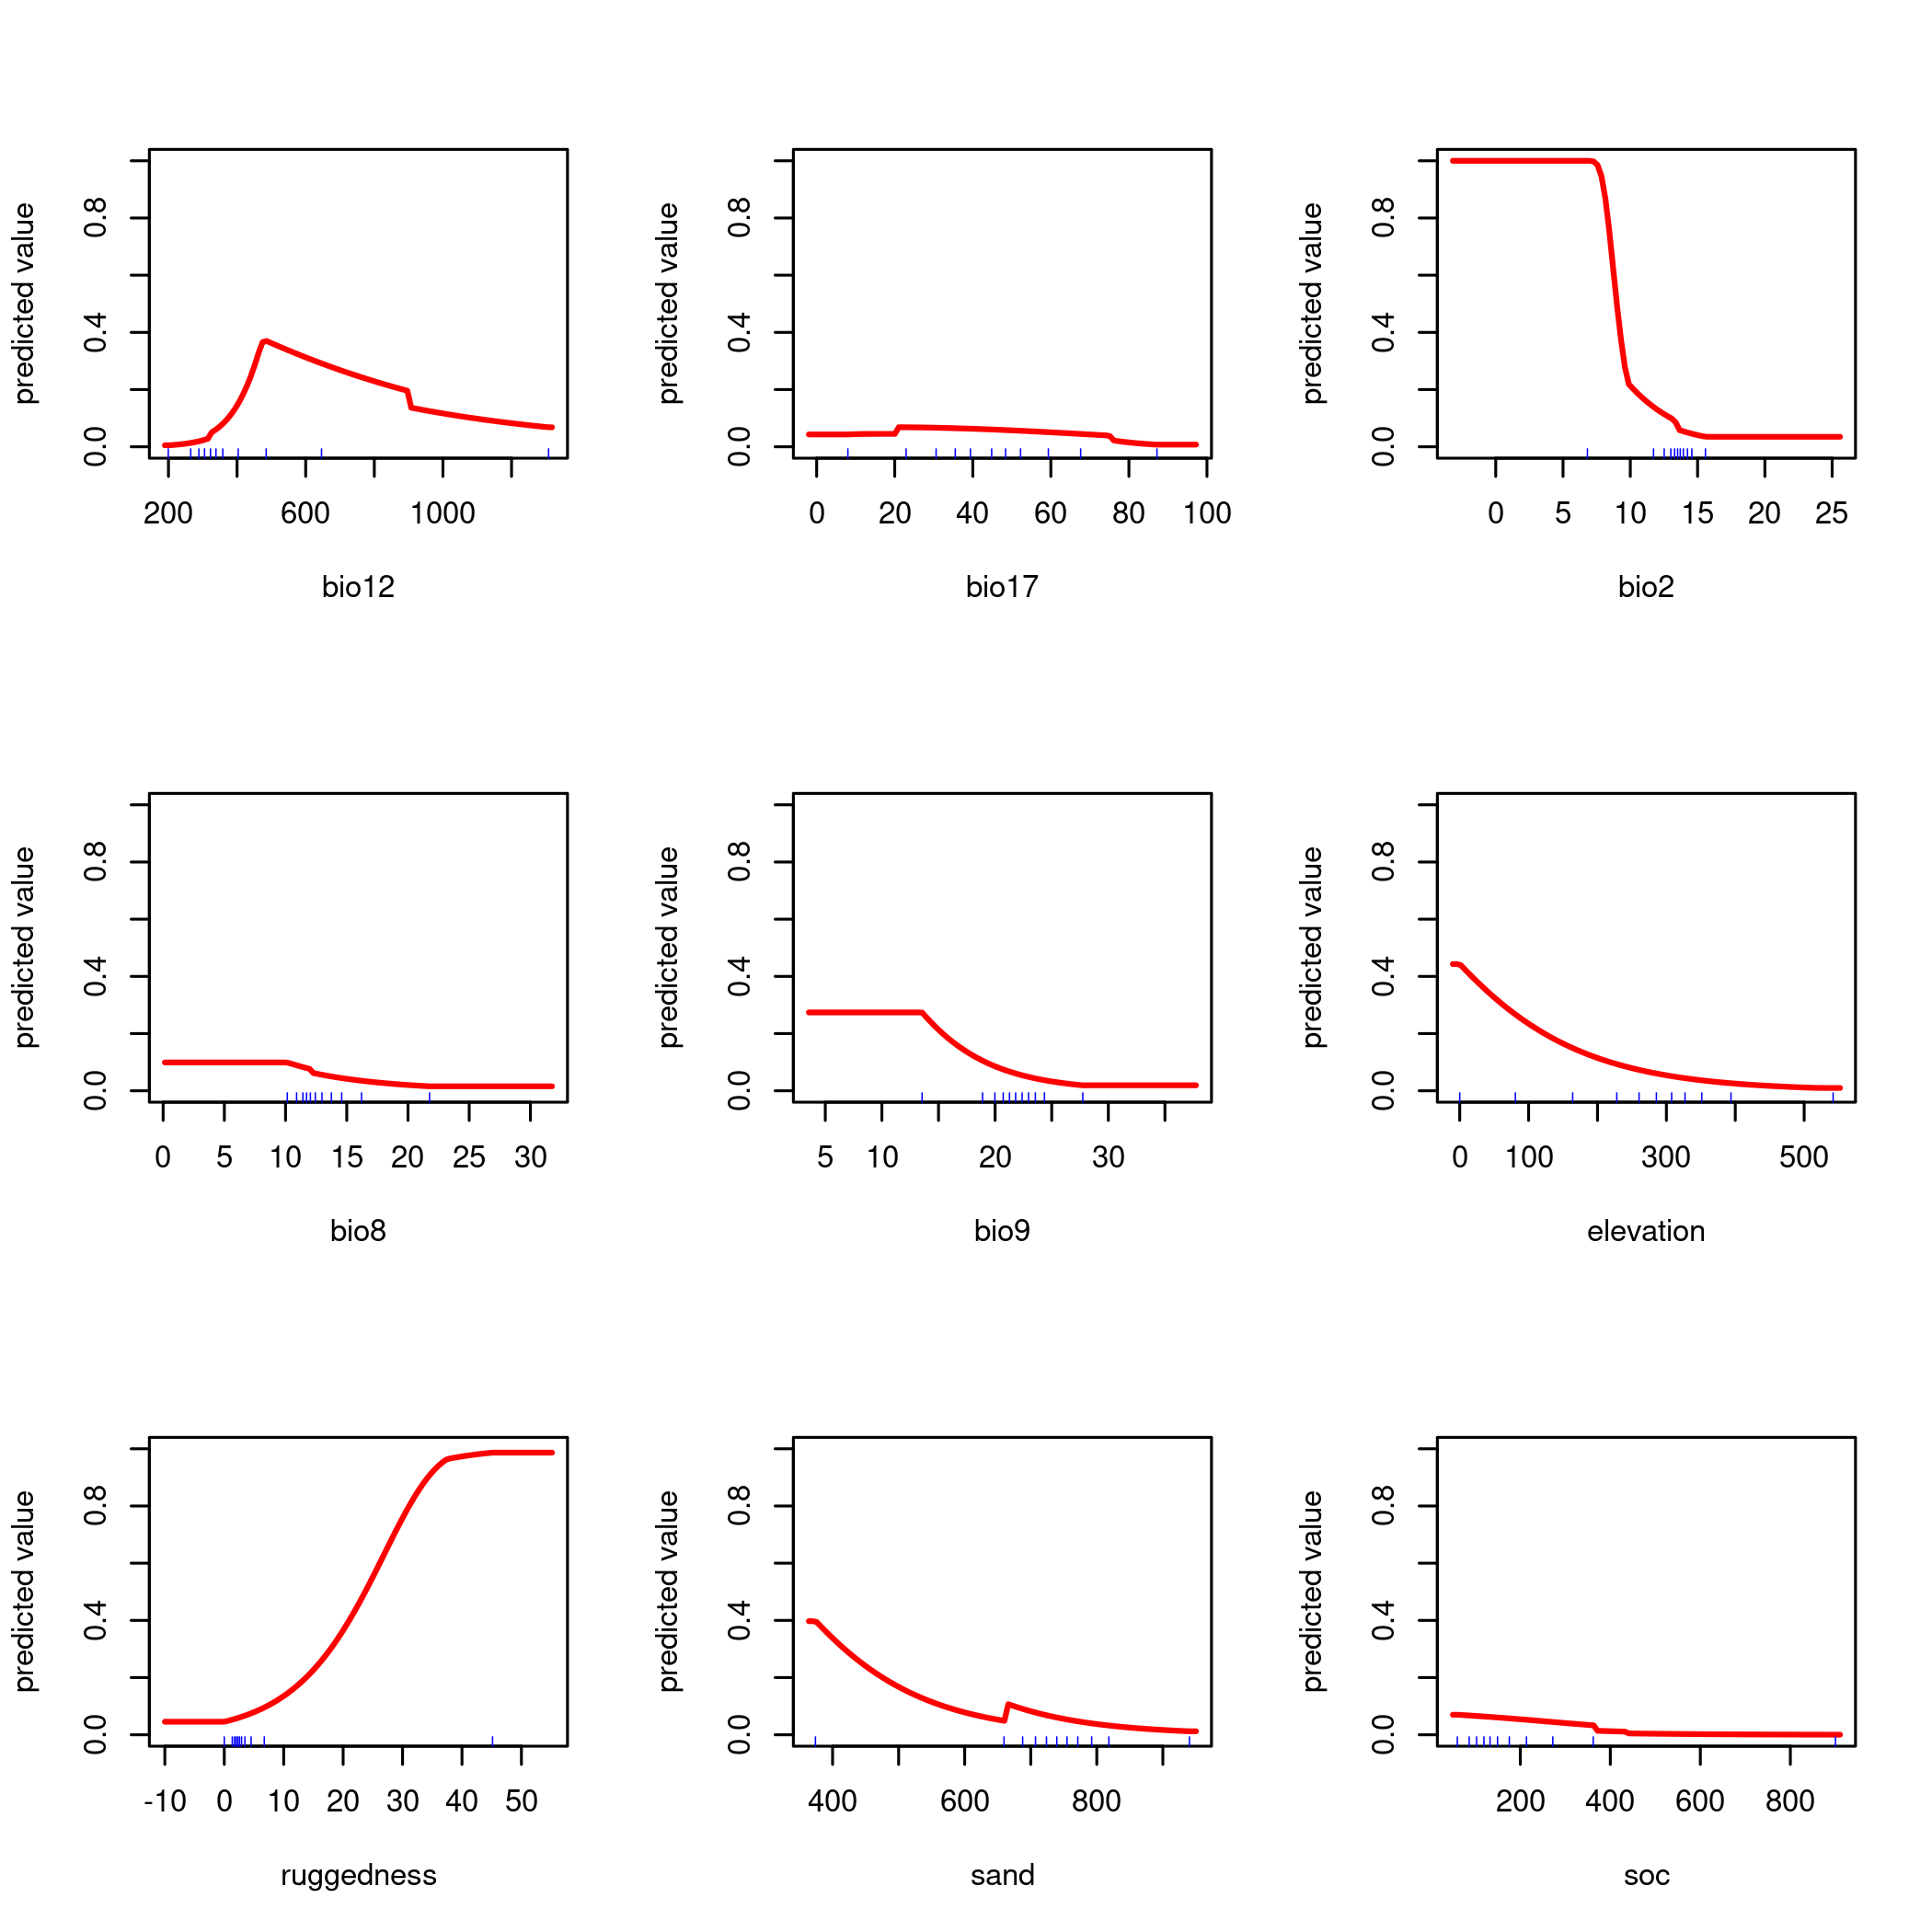 predicted value
0.0 0.4 0.8
200 600 1000
bio12
predicted value
0.0 0.4 0.8
0 20 40 60 80 100
bio17
predicted value
0.0 0.4 0.8
0 5 10 15 20 25
bio2
predicted value
0.0 0.4 0.8
0 5 10 15 20 25 30
bio8
predicted value
0.0 0.4 0.8
5 10 20 30
bio9
predicted value
0.0 0.4 0.8
0 100 300 500
elevation
predicted value
0.0 0.4 0.8
-10 0 10 20 30 40 50
ruggedness
predicted value
0.0 0.4 0.8
400 600 800
sand
predicted value
0.0 0.4 0.8
200 400 600 800
soc